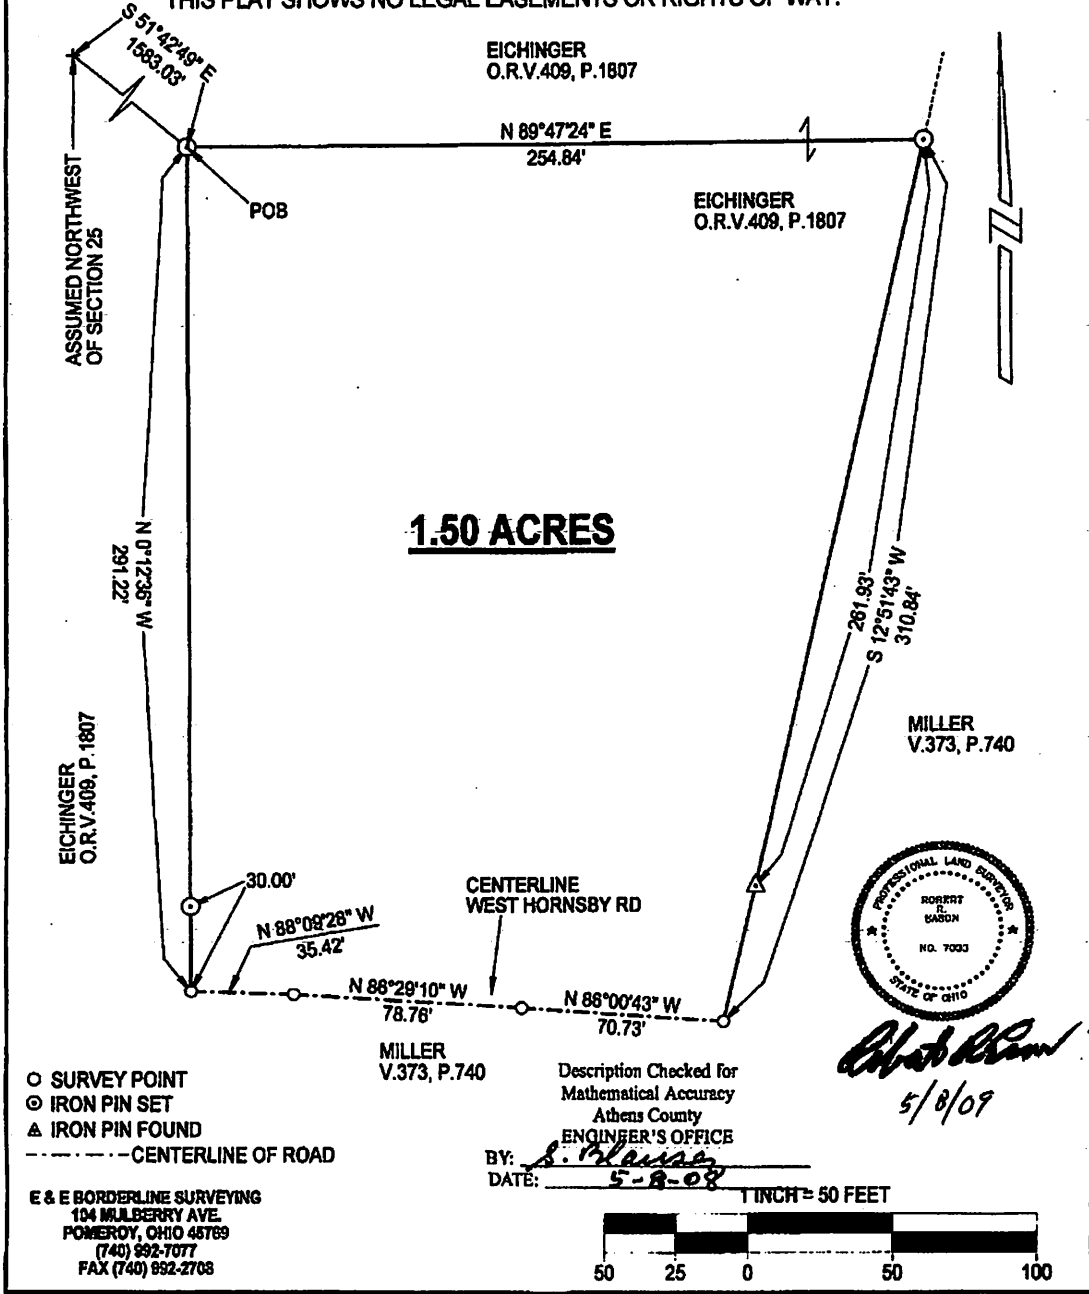 THIS PLAT SHOWS NO LEGAL EASEMENTS OR RIGHTS OF WAY.
S 51°42'49" E
1583.03'
EICHINGER
O.R.V.409, P.1807
N 89°47'24" E
254.84'
ASSUMED NORTHWEST
OF SECTION 25
POB
EICHINGER
O.R.V.409, P.1807
N 0°12'36" W
291.22'
1.50 ACRES
261.93'
S 12°51'43" W
310.84'
MILLER
V.373, P.740
EICHINGER
O.R.V.409, P.1807
30.00'
N 88°09'28" W
35.42'
CENTERLINE
WEST HORNSBY RD
N 86°29'10" W
78.76'
N 86°00'43" W
70.73'
MILLER
V.373, P.740
PROFESSIONAL LAND SURVEYOR
ROBERT
R.
EASON
NO. 7033
STATE OF OHIO
5/8/09
O SURVEY POINT
IRON PIN SET
IRON PIN FOUND
CENTERLINE OF ROAD
Description Checked for
Mathematical Accuracy
Athens County
ENGINEER'S OFFICE
BY: S.
DATE: 5-8-08
E & E BORDERLINE SURVEYING
104 MULBERRY AVE.
POMEROY, OHIO 45769
(740) 992-7077
FAX (740) 992-2708
1 INCH = 50 FEET
50 25 0 50 100